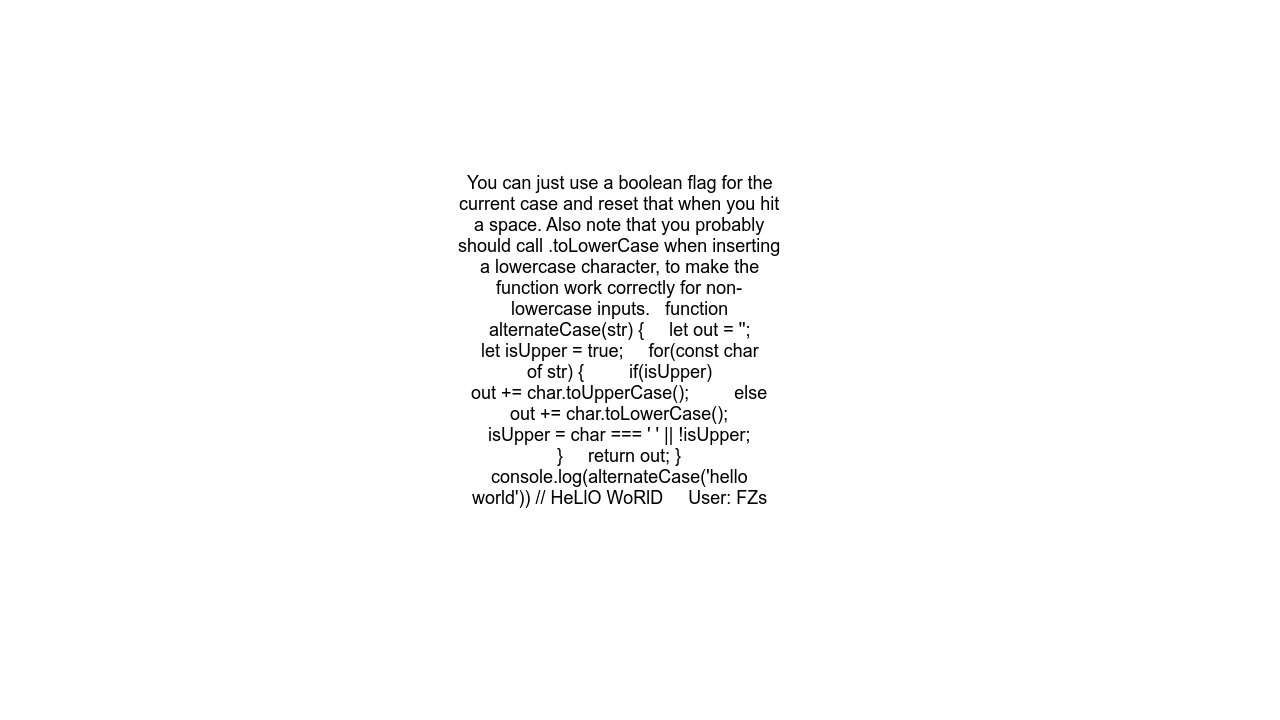 You can just use a boolean flag for the
current case and reset that when you hit
a space. Also note that you probably
should call .toLowerCase when inserting
a lowercase character, to make the
function work correctly for non-
lowercase inputs.   function
alternateCase(str) {     let out = '';
let isUpper = true;     for(const char
of str) {         if(isUpper)
out += char.toUpperCase();         else
out += char.toLowerCase();
isUpper = char === ' ' || !isUpper;
}     return out; }
console.log(alternateCase('hello
world')) // HeLlO WoRlD     User: FZs